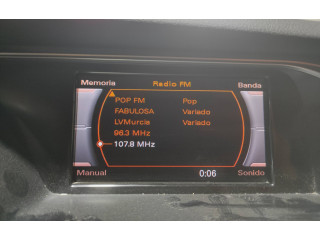 Memoria Radio FM Banda
POP FM Pop
FABULOSA Variado
LVMurcia Variado
98.3 MHz
107.8 MHz
Manual 0:06 Sonido